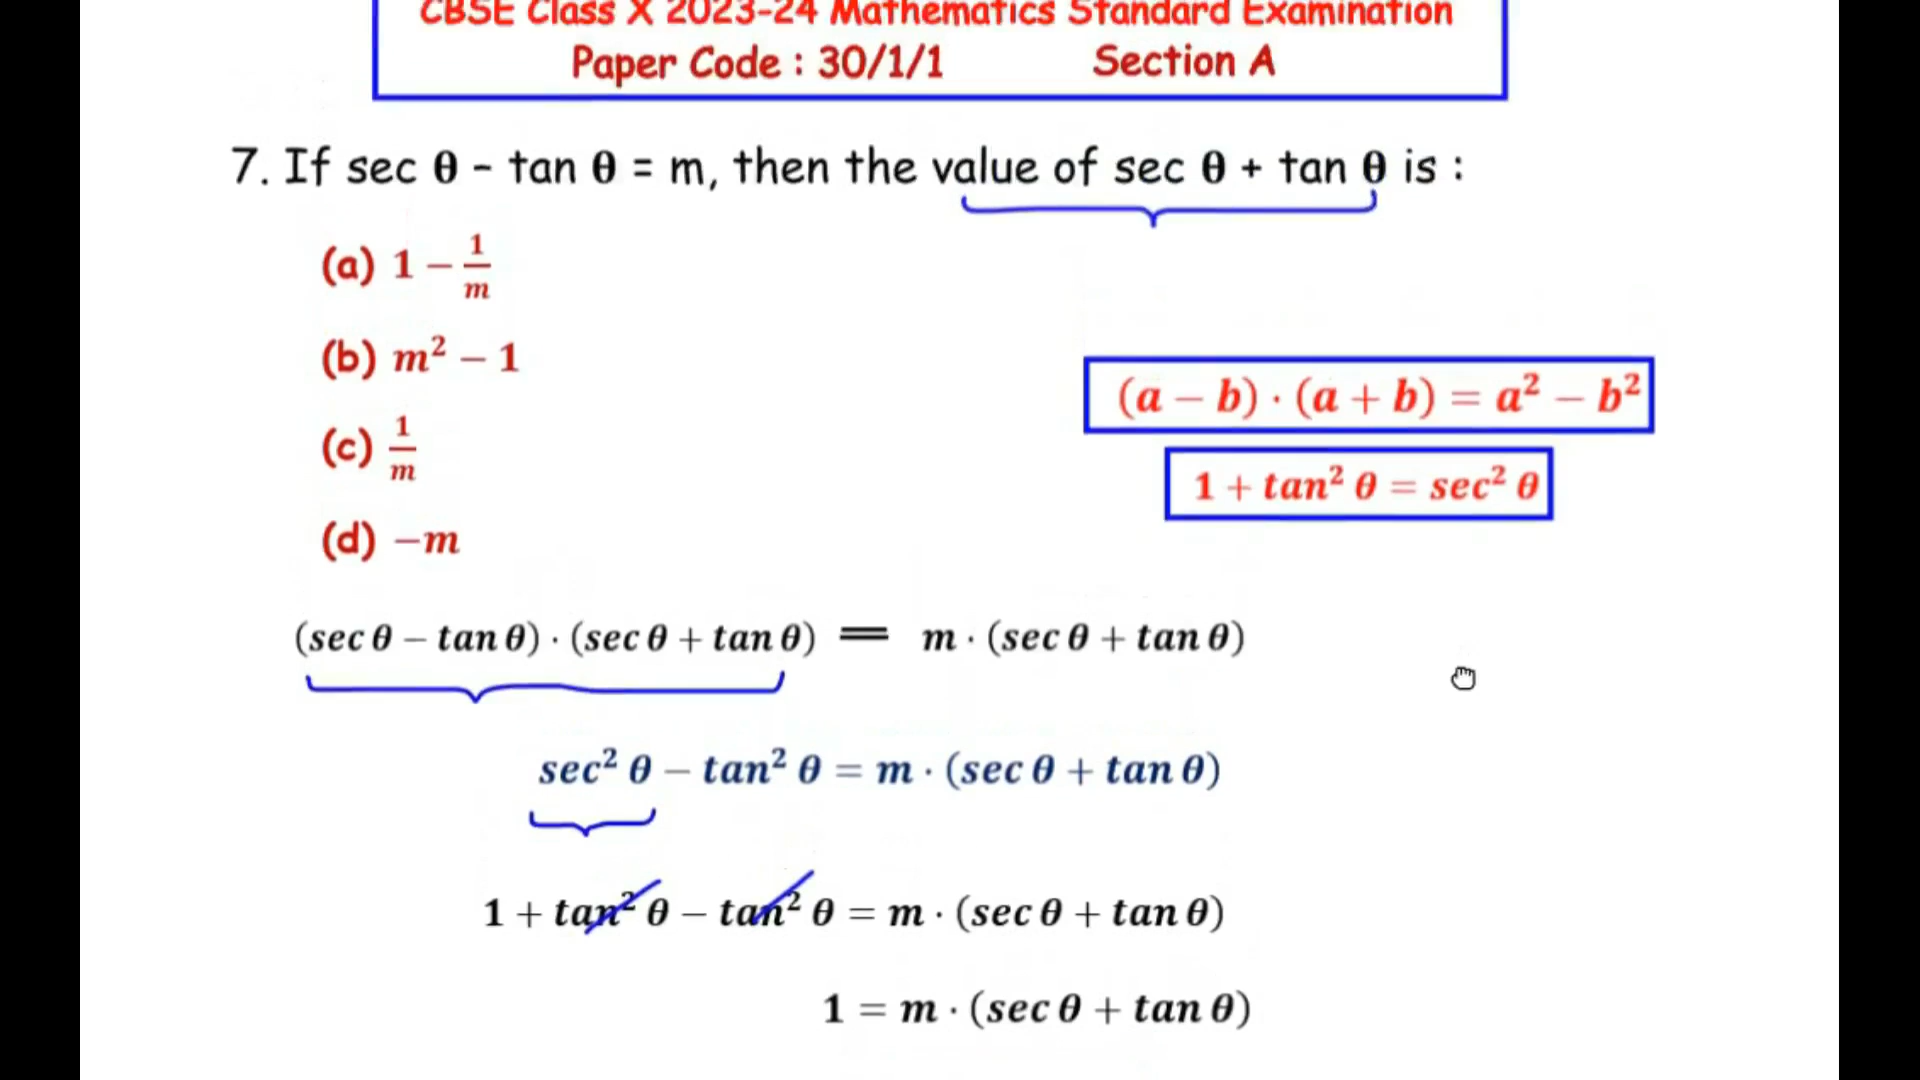 CBSE Class X 2023-24 Mathematics Standard Examination
Paper Code : 30/1/1 Section A
7. If sec θ - tan θ = m, then the value of sec θ + tan θ is :
(a) 1 − 1/m
(b) m² − 1
(c) 1/m
(d) −m
(a − b) · (a + b) = a² − b²
1 + tan² θ = sec² θ
(sec θ − tan θ) · (sec θ + tan θ) = m · (sec θ + tan θ)
sec² θ − tan² θ = m · (sec θ + tan θ)
1 + tan² θ − tan² θ = m · (sec θ + tan θ)
1 = m · (sec θ + tan θ)